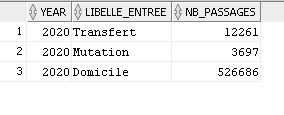 YEAR LIBELLE_ENTREE NB_PASSAGES
1 2020 Transfert 12261
2 2020 Mutation 3697
3 2020 Domicile 526686